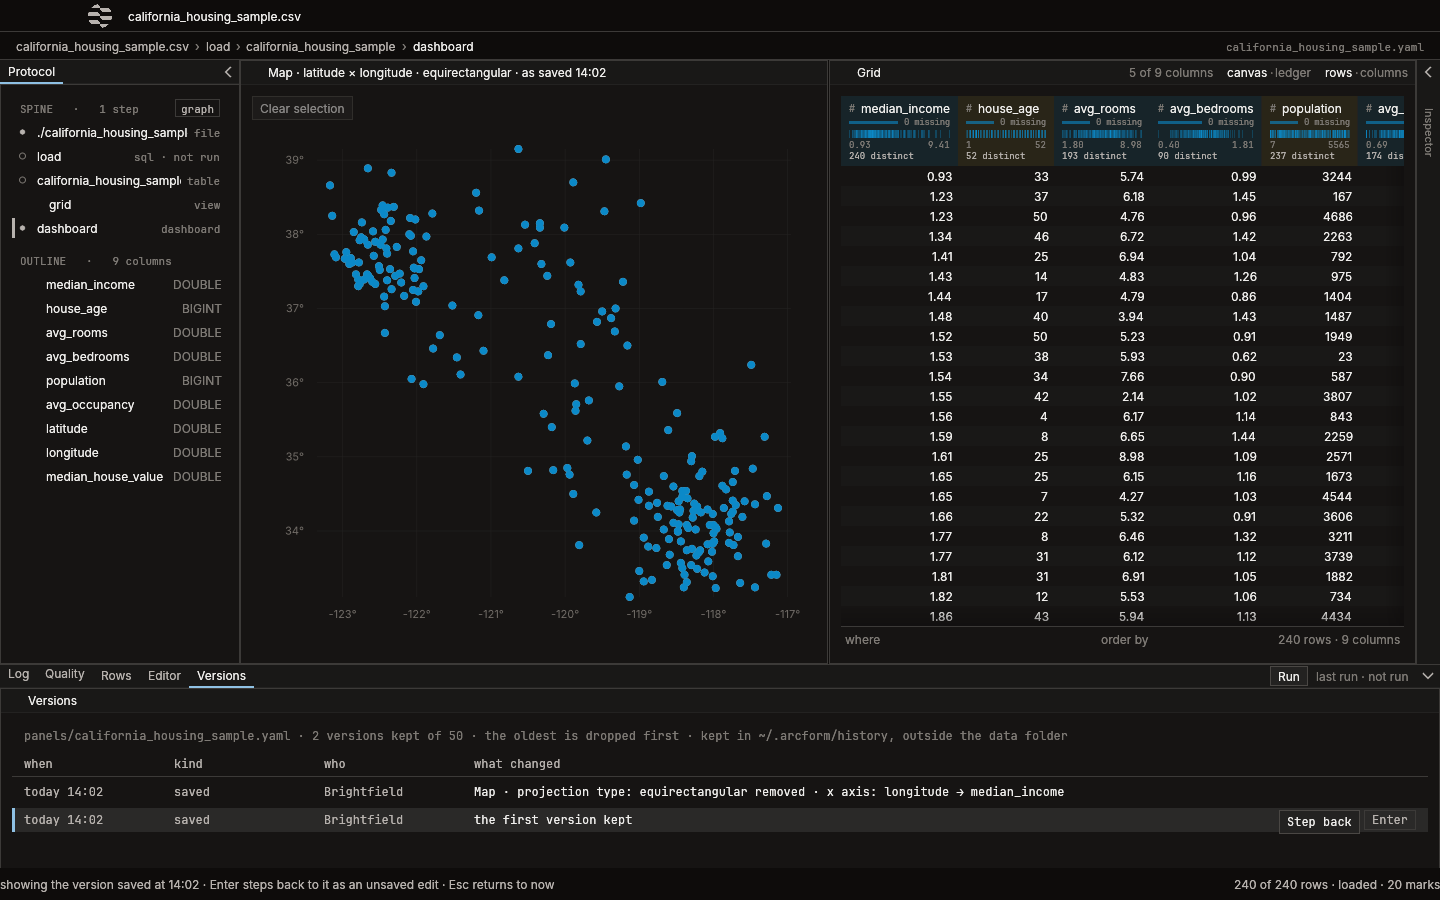 california_housing_sample.csv
california_housing_sample.csv › load › california_housing_sample › dashboard
california_housing_sample.yaml
Protocol
SPINE · 1 step graph
./california_housing_sampl file
load sql · not run
california_housing_sampl table
grid view
dashboard dashboard
OUTLINE · 9 columns
median_income DOUBLE
house_age BIGINT
avg_rooms DOUBLE
avg_bedrooms DOUBLE
population BIGINT
avg_occupancy DOUBLE
latitude DOUBLE
longitude DOUBLE
median_house_value DOUBLE
Map · latitude × longitude · equirectangular · as saved 14:02
Clear selection
39°
38°
37°
36°
35°
34°
-123° -122° -121° -120° -119° -118° -117°
Grid 5 of 9 columns canvas · ledger rows · columns
# median_income # house_age # avg_rooms # avg_bedrooms # population # avg_
0 missing 0 missing 0 missing 0 missing 0 missing
0.93 9.41 1 52 1.80 8.98 0.40 1.81 7 5565 0.69
240 distinct 52 distinct 193 distinct 90 distinct 237 distinct 174 dis
0.93 33 5.74 0.99 3244
1.23 37 6.18 1.45 167
1.23 50 4.76 0.96 4686
1.34 46 6.72 1.42 2263
1.41 25 6.94 1.04 792
1.43 14 4.83 1.26 975
1.44 17 4.79 0.86 1404
1.48 40 3.94 1.43 1487
1.52 50 5.23 0.91 1949
1.53 38 5.93 0.62 23
1.54 34 7.66 0.90 587
1.55 42 2.14 1.02 3807
1.56 4 6.17 1.14 843
1.59 8 6.65 1.44 2259
1.61 25 8.98 1.09 2571
1.65 25 6.15 1.16 1673
1.65 7 4.27 1.03 4544
1.66 22 5.32 0.91 3606
1.77 8 6.46 1.32 3211
1.77 31 6.12 1.12 3739
1.81 31 6.91 1.05 1882
1.82 12 5.53 1.06 734
1.86 43 5.94 1.13 4434
where order by 240 rows · 9 columns
Inspector
Log Quality Rows Editor Versions
Run last run · not run
Versions
panels/california_housing_sample.yaml · 2 versions kept of 50 · the oldest is dropped first · kept in ~/.arcform/history, outside the data folder
when kind who what changed
today 14:02 saved Brightfield Map · projection type: equirectangular removed · x axis: longitude → median_income
today 14:02 saved Brightfield the first version kept Step back Enter
showing the version saved at 14:02 · Enter steps back to it as an unsaved edit · Esc returns to now
240 of 240 rows · loaded · 20 marks